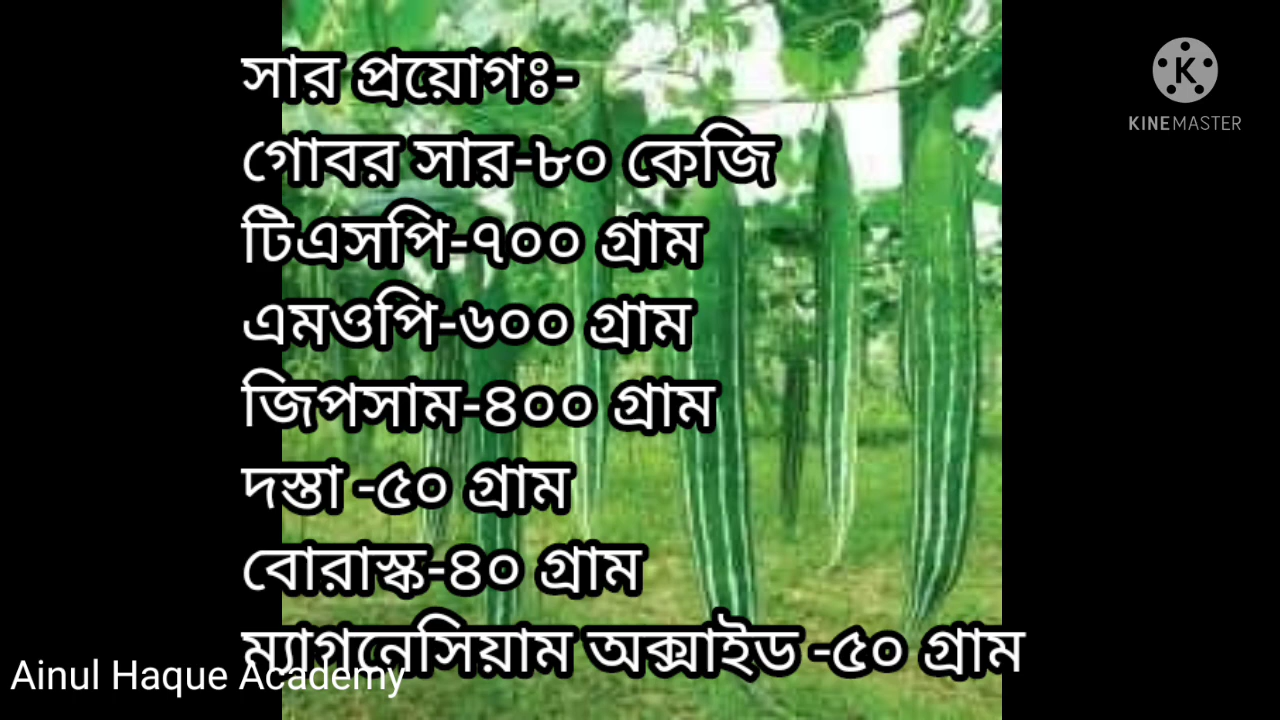 সার প্রয়োগঃ-
গোবর সার-৮০ কেজি
টিএসপি-৭০০ গ্রাম
এমওপি-৬০০ গ্রাম
জিপসাম-৪০০ গ্রাম
দস্তা -৫০ গ্রাম
বোরাস্ক-৪০ গ্রাম
ম্যাগনেসিয়াম অক্সাইড -৫০ গ্রাম
Ainul Haque Academy
K
KINEMASTER